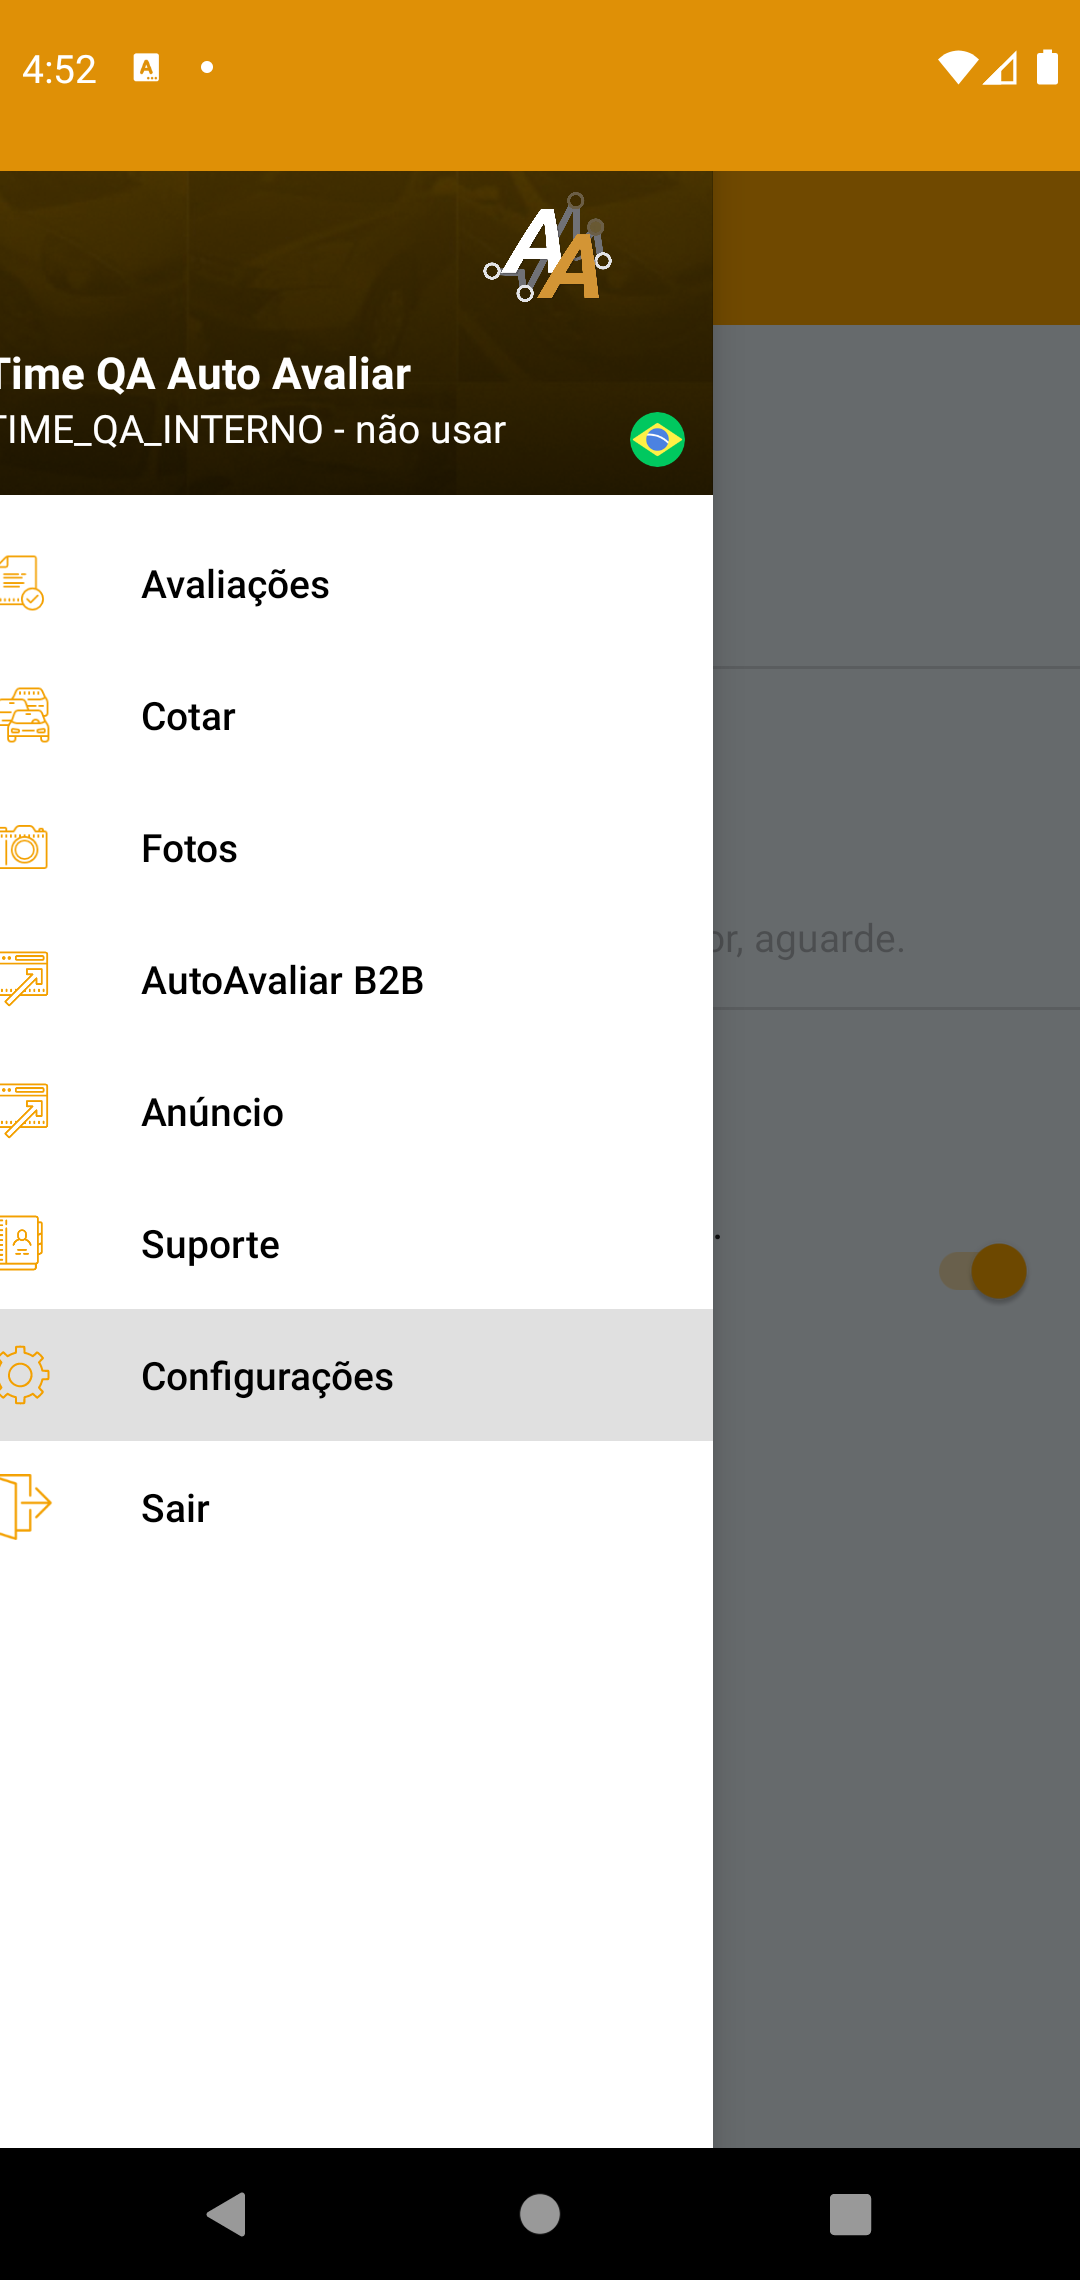 4:52
AA
Time QA Auto Avaliar
TIME_QA_INTERNO - não usar
Avaliações
Cotar
Fotos
AutoAvaliar B2B
aguarde.
Anúncio
Suporte
Configurações
Sair